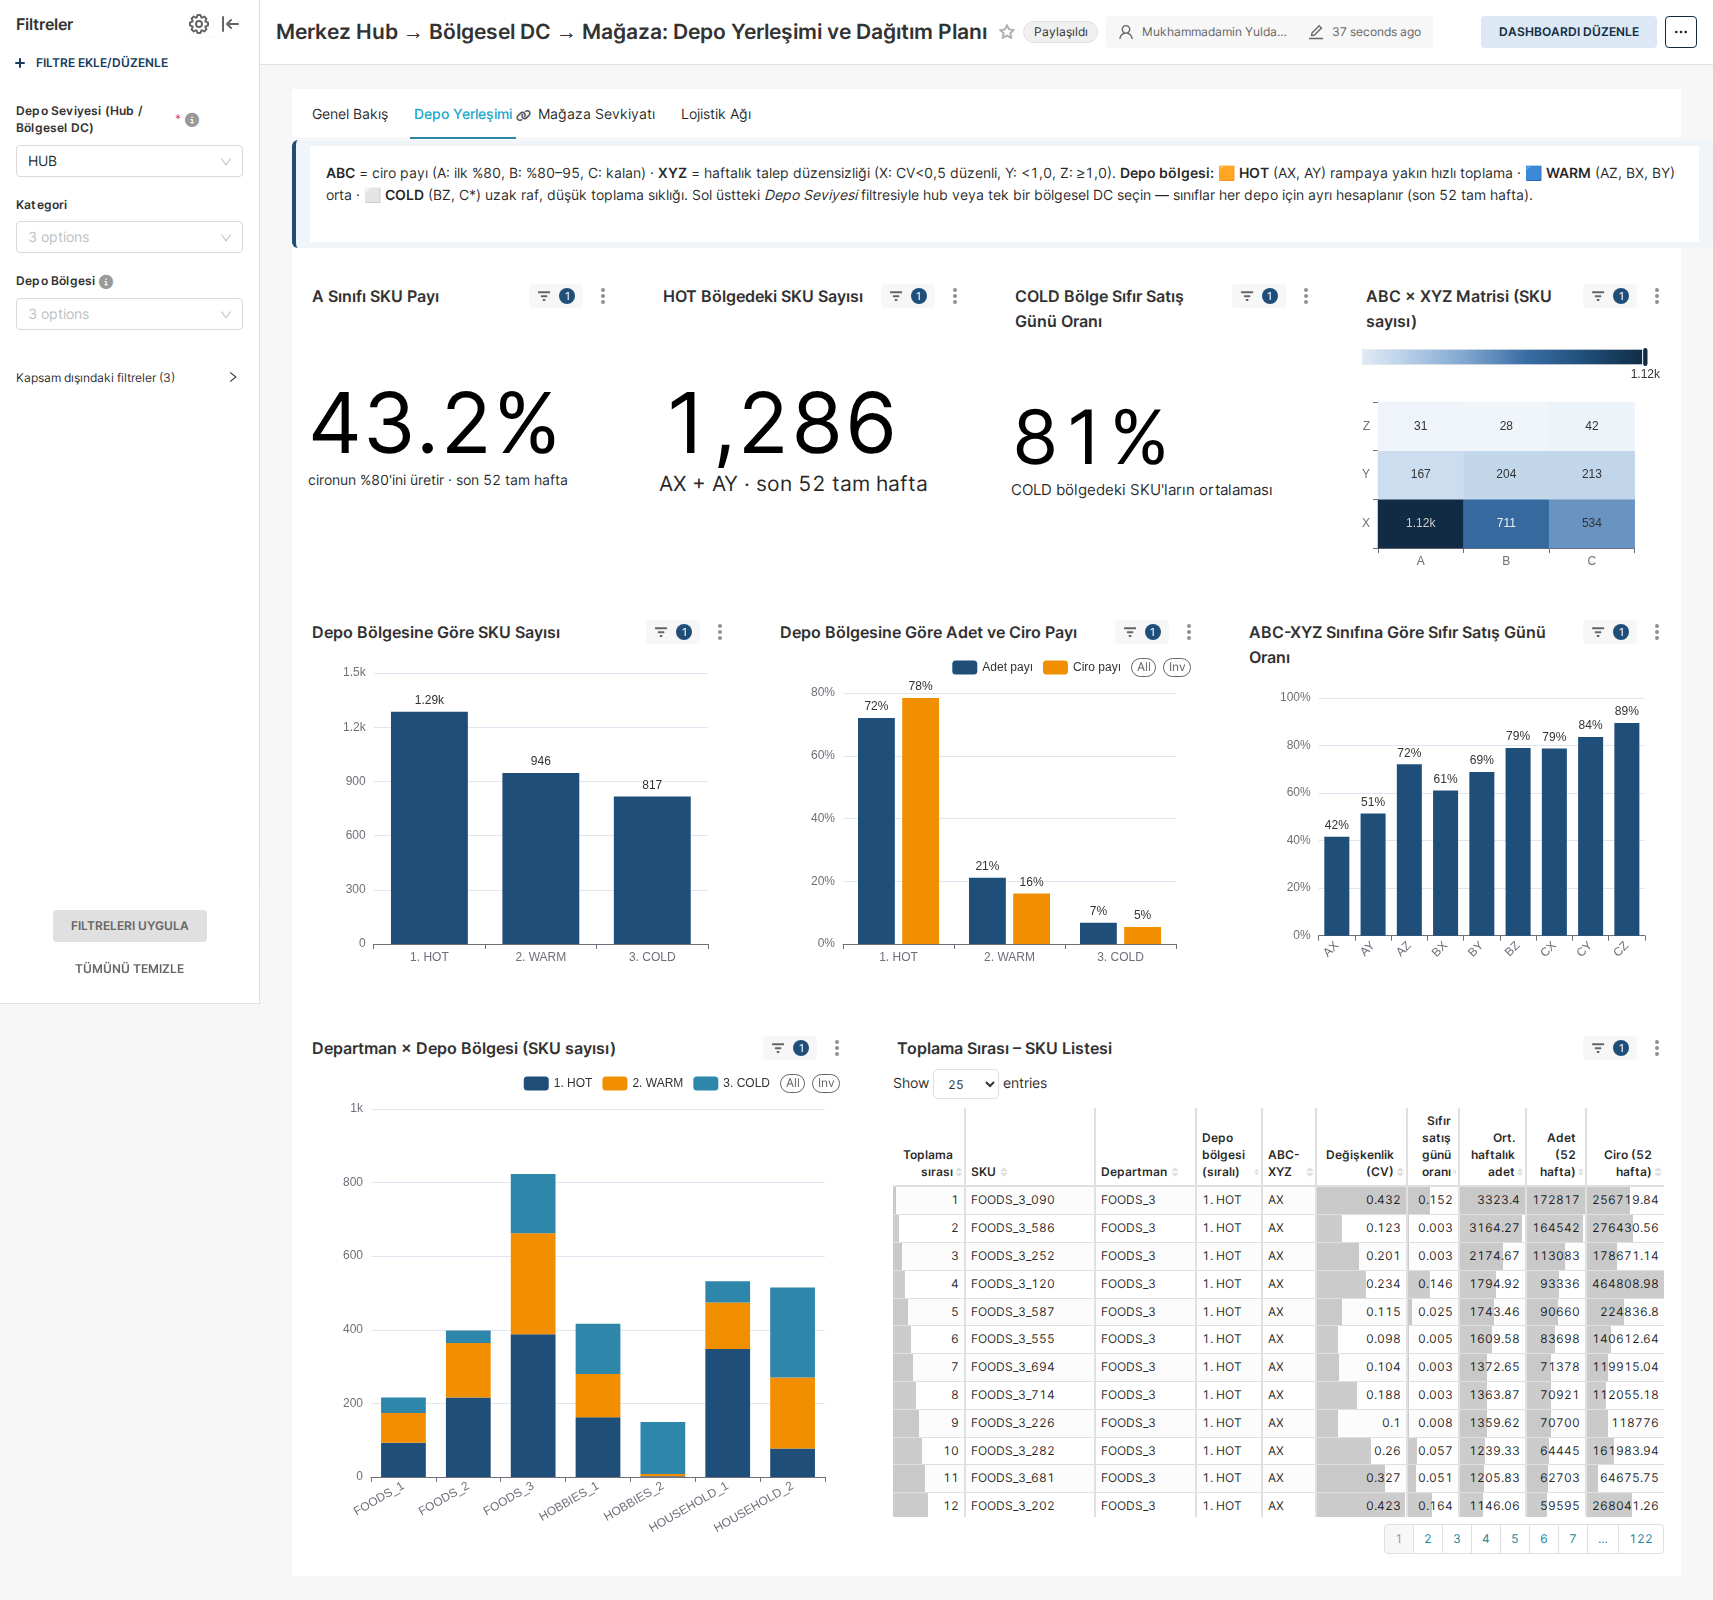 Filtreler
FILTRE EKLE/DÜZENLE
Depo Seviyesi (Hub / Bölgesel DC) *
HUB
Kategori
3 options
Depo Bölgesi
3 options
Kapsam dışındaki filtreler (3)
FILTRELERI UYGULA
TÜMÜNÜ TEMIZLE
Merkez Hub → Bölgesel DC → Mağaza: Depo Yerleşimi ve Dağıtım Planı
Paylaşıldı
Mukhammadamin Yulda...
37 seconds ago
DASHBOARDI DÜZENLE
Genel Bakış
Depo Yerleşimi
Mağaza Sevkiyatı
Lojistik Ağı
ABC = ciro payı (A: ilk %80, B: %80–95, C: kalan) · XYZ = haftalık talep düzensizliği (X: CV<0,5 düzenli, Y: <1,0, Z: ≥1,0). Depo bölgesi: 🟧 HOT (AX, AY) rampaya yakın hızlı toplama · 🟦 WARM (AZ, BX, BY)
orta · ⬜ COLD (BZ, C*) uzak raf, düşük toplama sıklığı. Sol üstteki Depo Seviyesi filtresiyle hub veya tek bir bölgesel DC seçin — sınıflar her depo için ayrı hesaplanır (son 52 tam hafta).
A Sınıfı SKU Payı
1
43.2%
cironun %80'ini üretir · son 52 tam hafta
HOT Bölgedeki SKU Sayısı
1
1,286
AX + AY · son 52 tam hafta
COLD Bölge Sıfır Satış
Günü Oranı
1
81%
COLD bölgedeki SKU'ların ortalaması
ABC × XYZ Matrisi (SKU
sayısı)
1
1.12k
Z 31 28 42
Y 167 204 213
X 1.12k 711 534
A B C
Depo Bölgesine Göre SKU Sayısı
1
1.5k
1.2k
900
600
300
0
1.29k
946
817
1. HOT
2. WARM
3. COLD
Depo Bölgesine Göre Adet ve Ciro Payı
1
Adet payı
Ciro payı
All
Inv
80%
60%
40%
20%
0%
72%
78%
21%
16%
7%
5%
1. HOT
2. WARM
3. COLD
ABC-XYZ Sınıfına Göre Sıfır Satış Günü
Oranı
1
100%
80%
60%
40%
20%
0%
42%
51%
72%
61%
69%
79%
79%
84%
89%
AX
AY
AZ
BX
BY
BZ
CX
CY
CZ
Departman × Depo Bölgesi (SKU sayısı)
1
1. HOT
2. WARM
3. COLD
All
Inv
1k
800
600
400
200
0
FOODS_1
FOODS_2
FOODS_3
HOBBIES_1
HOBBIES_2
HOUSEHOLD_1
HOUSEHOLD_2
Toplama Sırası – SKU Listesi
1
Show 25 entries
Toplama sırası SKU Departman Depo bölgesi (sıralı) ABC-XYZ Değişkenlik (CV) Sıfır satış günü oranı Ort. haftalık adet Adet (52 hafta) Ciro (52 hafta)
1 FOODS_3_090 FOODS_3 1. HOT AX 0.432 0.152 3323.4 172817 256719.84
2 FOODS_3_586 FOODS_3 1. HOT AX 0.123 0.003 3164.27 164542 276430.56
3 FOODS_3_252 FOODS_3 1. HOT AX 0.201 0.003 2174.67 113083 178671.14
4 FOODS_3_120 FOODS_3 1. HOT AX 0.234 0.146 1794.92 93336 464808.98
5 FOODS_3_587 FOODS_3 1. HOT AX 0.115 0.025 1743.46 90660 224836.8
6 FOODS_3_555 FOODS_3 1. HOT AX 0.098 0.005 1609.58 83698 140612.64
7 FOODS_3_694 FOODS_3 1. HOT AX 0.104 0.003 1372.65 71378 119915.04
8 FOODS_3_714 FOODS_3 1. HOT AX 0.188 0.003 1363.87 70921 112055.18
9 FOODS_3_226 FOODS_3 1. HOT AX 0.1 0.008 1359.62 70700 118776
10 FOODS_3_282 FOODS_3 1. HOT AX 0.26 0.057 1239.33 64445 161983.94
11 FOODS_3_681 FOODS_3 1. HOT AX 0.327 0.051 1205.83 62703 64675.75
12 FOODS_3_202 FOODS_3 1. HOT AX 0.423 0.164 1146.06 59595 268041.26
1 2 3 4 5 6 7 ... 122